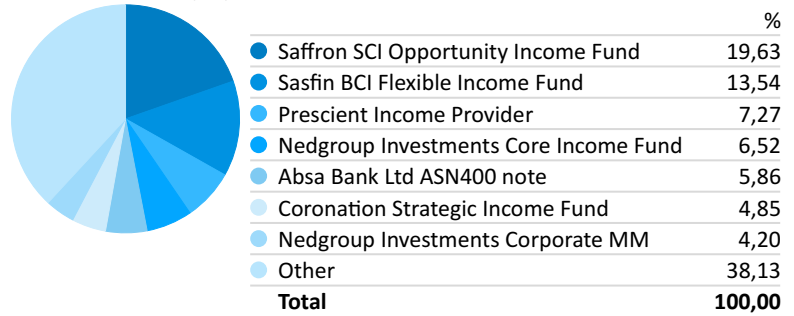 %
Saffron SCI Opportunity Income Fund 19,63
Sasfin BCI Flexible Income Fund 13,54
Prescient Income Provider 7,27
Nedgroup Investments Core Income Fund 6,52
Absa Bank Ltd ASN400 note 5,86
Coronation Strategic Income Fund 4,85
Nedgroup Investments Corporate MM 4,20
Other 38,13
Total 100,00